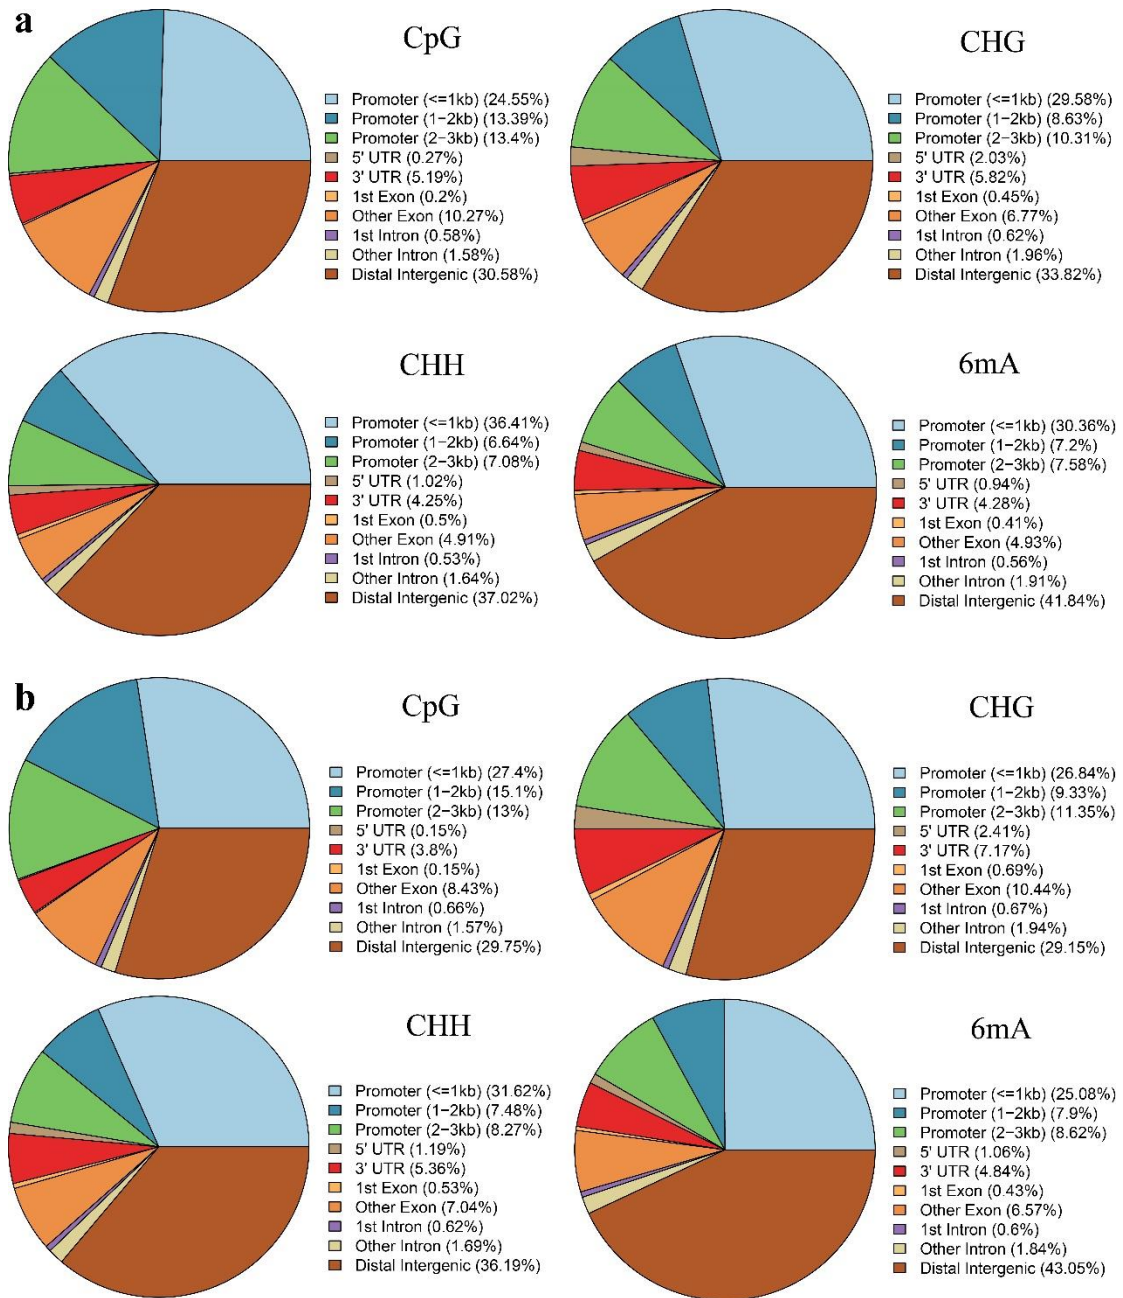 a
CpG
Promoter (<=1kb) (24.55%)
Promoter (1−2kb) (13.39%)
Promoter (2−3kb) (13.4%)
5' UTR (0.27%)
3' UTR (5.19%)
1st Exon (0.2%)
Other Exon (10.27%)
1st Intron (0.58%)
Other Intron (1.58%)
Distal Intergenic (30.58%)
CHG
Promoter (<=1kb) (29.58%)
Promoter (1−2kb) (8.63%)
Promoter (2−3kb) (10.31%)
5' UTR (2.03%)
3' UTR (5.82%)
1st Exon (0.45%)
Other Exon (6.77%)
1st Intron (0.62%)
Other Intron (1.96%)
Distal Intergenic (33.82%)
CHH
Promoter (<=1kb) (36.41%)
Promoter (1−2kb) (6.64%)
Promoter (2−3kb) (7.08%)
5' UTR (1.02%)
3' UTR (4.25%)
1st Exon (0.5%)
Other Exon (4.91%)
1st Intron (0.53%)
Other Intron (1.64%)
Distal Intergenic (37.02%)
6mA
Promoter (<=1kb) (30.36%)
Promoter (1−2kb) (7.2%)
Promoter (2−3kb) (7.58%)
5' UTR (0.94%)
3' UTR (4.28%)
1st Exon (0.41%)
Other Exon (4.93%)
1st Intron (0.56%)
Other Intron (1.91%)
Distal Intergenic (41.84%)
b
CpG
Promoter (<=1kb) (27.4%)
Promoter (1−2kb) (15.1%)
Promoter (2−3kb) (13%)
5' UTR (0.15%)
3' UTR (3.8%)
1st Exon (0.15%)
Other Exon (8.43%)
1st Intron (0.66%)
Other Intron (1.57%)
Distal Intergenic (29.75%)
CHG
Promoter (<=1kb) (26.84%)
Promoter (1−2kb) (9.33%)
Promoter (2−3kb) (11.35%)
5' UTR (2.41%)
3' UTR (7.17%)
1st Exon (0.69%)
Other Exon (10.44%)
1st Intron (0.67%)
Other Intron (1.94%)
Distal Intergenic (29.15%)
CHH
Promoter (<=1kb) (31.62%)
Promoter (1−2kb) (7.48%)
Promoter (2−3kb) (8.27%)
5' UTR (1.19%)
3' UTR (5.36%)
1st Exon (0.53%)
Other Exon (7.04%)
1st Intron (0.62%)
Other Intron (1.69%)
Distal Intergenic (36.19%)
6mA
Promoter (<=1kb) (25.08%)
Promoter (1−2kb) (7.9%)
Promoter (2−3kb) (8.62%)
5' UTR (1.06%)
3' UTR (4.84%)
1st Exon (0.43%)
Other Exon (6.57%)
1st Intron (0.6%)
Other Intron (1.84%)
Distal Intergenic (43.05%)